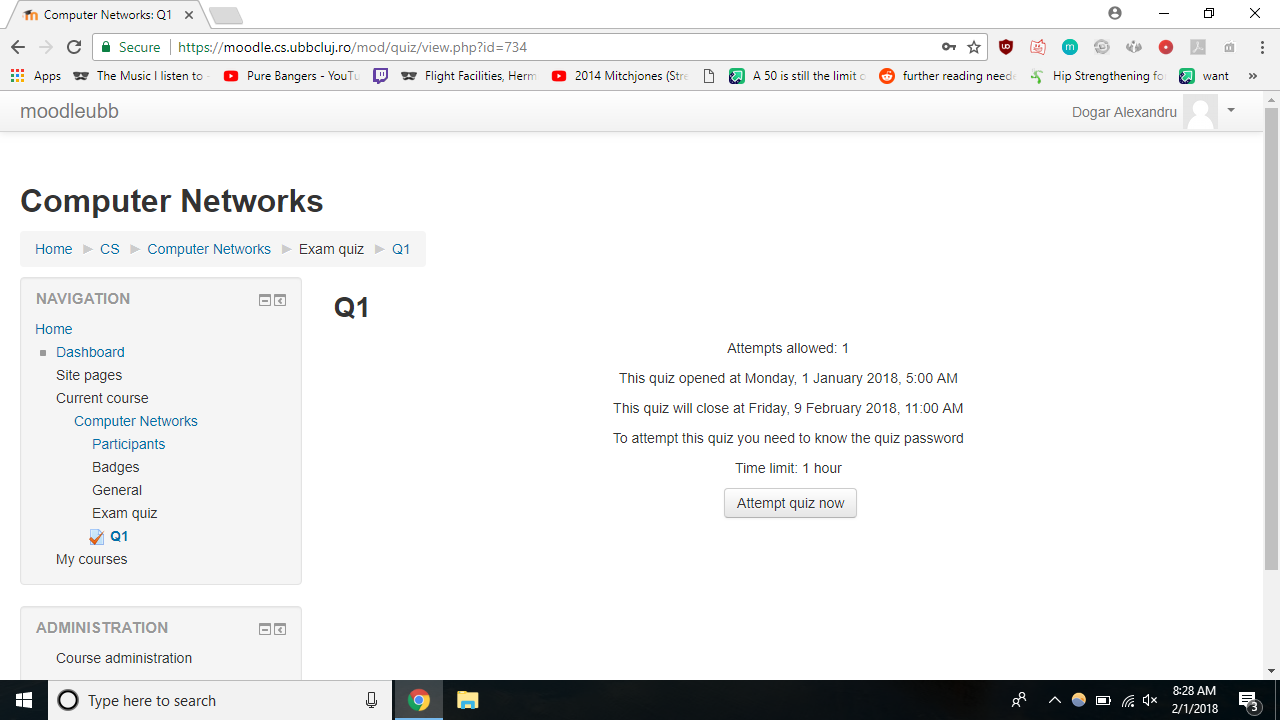 Computer Networks: Q1
Secure
https://moodle.cs.ubbcluj.ro/mod/quiz/view.php?id=734
Apps
The Music I listen to -
Pure Bangers - YouTu
Flight Facilities, Herm
2014 Mitchjones (Stre
A 50 is still the limit o
further reading neede
Hip Strengthening fo
want
»
moodleubb
Dogar Alexandru
Computer Networks
Home ► CS ► Computer Networks ► Exam quiz ► Q1
NAVIGATION
Home
Dashboard
Site pages
Current course
Computer Networks
Participants
Badges
General
Exam quiz
Q1
My courses
ADMINISTRATION
Course administration
Q1
Attempts allowed: 1
This quiz opened at Monday, 1 January 2018, 5:00 AM
This quiz will close at Friday, 9 February 2018, 11:00 AM
To attempt this quiz you need to know the quiz password
Time limit: 1 hour
Attempt quiz now
Type here to search
8:28 AM
2/1/2018
3